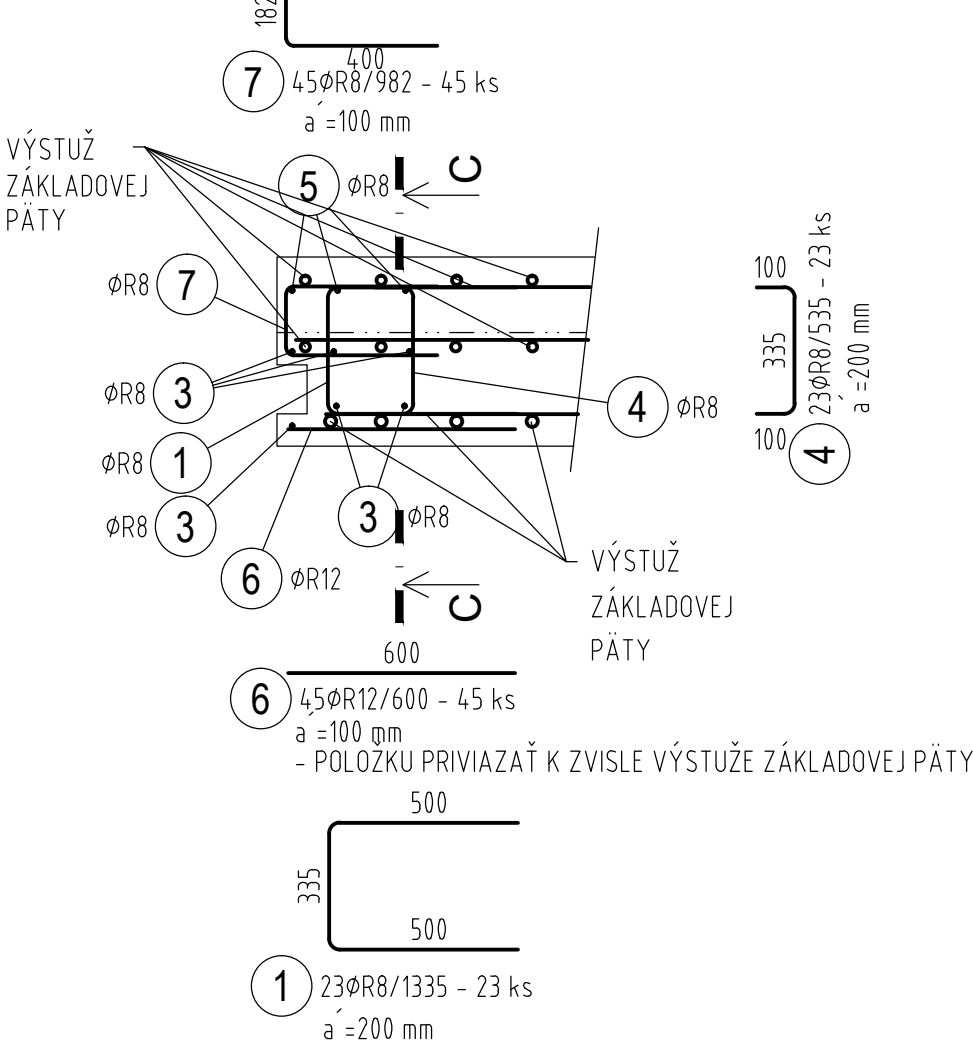 182
400
7 45ØR8/982 - 45 ks
a´=100 mm
VÝSTUŽ
ZÁKLADOVEJ
PÄTY
5 ØR8
C
ØR8 7
ØR8 3
ØR8 1
ØR8 3
3 ØR8
4 ØR8
6 ØR12
C
VÝSTUŽ
ZÁKLADOVEJ
PÄTY
100
335
100
4 23ØR8/535 - 23 ks
a´=200 mm
600
6 45ØR12/600 - 45 ks
a´=100 mm
- POLOŽKU PRIVIAZAŤ K ZVISLE VÝSTUŽE ZÁKLADOVEJ PÄTY
500
335
500
1 23ØR8/1335 - 23 ks
a´=200 mm